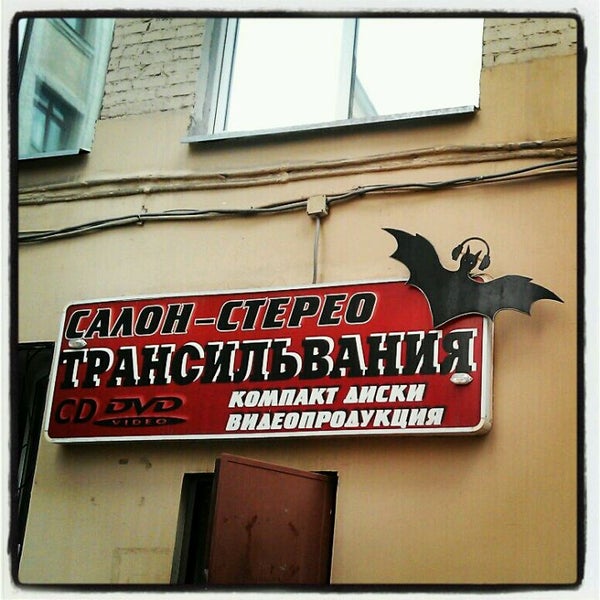 САЛОН-СТЕРЕО
ТРАНСИЛЬВАНИЯ
CD DVD VIDEO
КОМПАКТ ДИСКИ
ВИДЕОПРОДУКЦИЯ